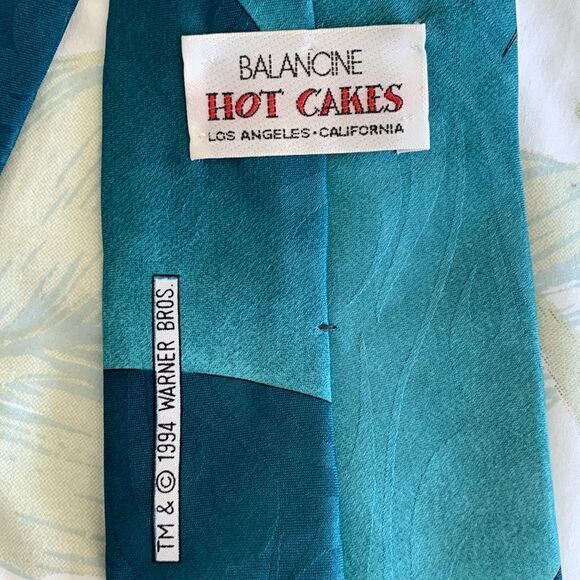 BALANCINE
HOT CAKES
LOS ANGELES • CALIFORNIA
TM & © 1994 WARNER BROS.